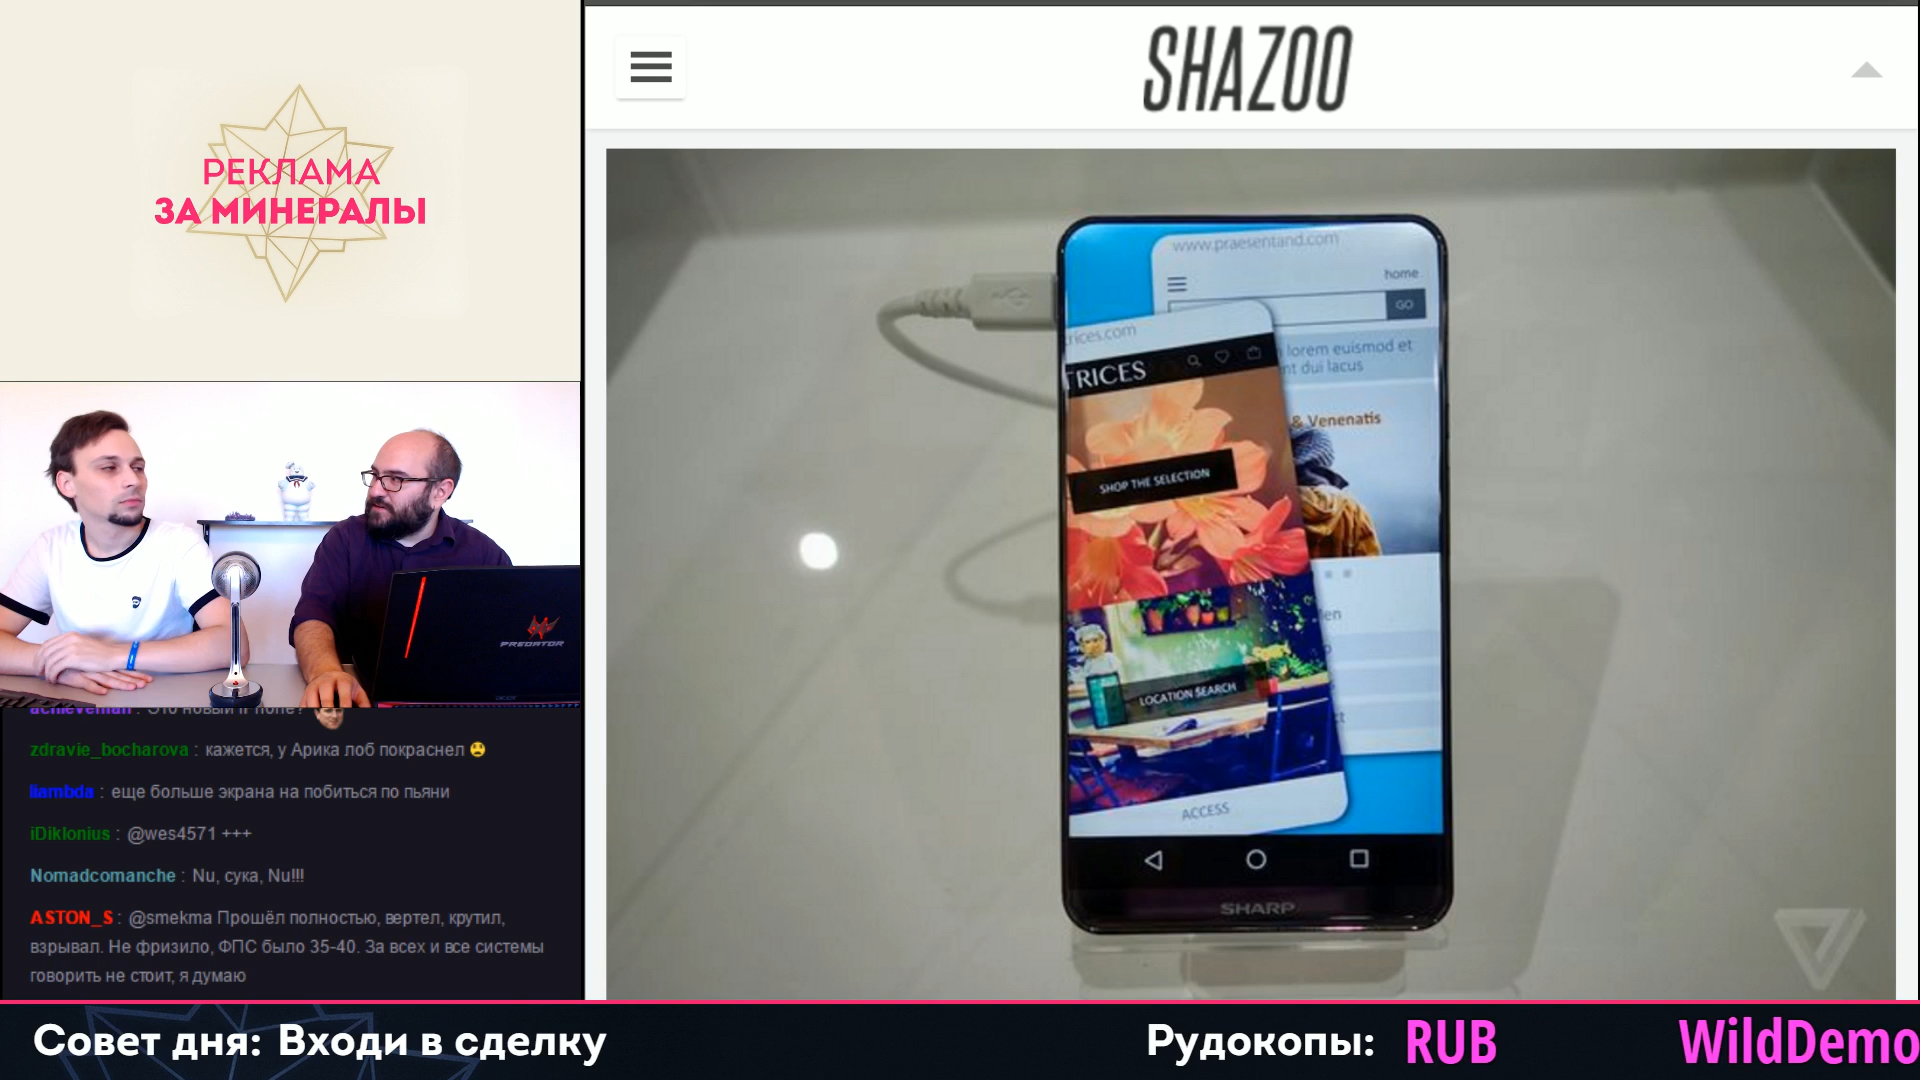 РЕКЛАМА
ЗА МИНЕРАЛЫ
PREDATOR
achieveman : Это новый
zdravie_bocharova : кажется, у Арика лоб покраснел
liambda : еще больше экрана на побиться по пьяни
iDiklonius : @wes4571 +++
Nomadcomanche : Nu, сука, Nu!!!
ASTON_S : @smekma Прошёл полностью, вертел, крутил,
взрывал. Не фризило, ФПС было 35-40. За всех и все системы
говорить не стоит, я думаю
SHAZOO
www.praesentand.com
home
GO
rices.com
TRICES
lorem euismod et
nt dui lacus
& Venenatis
SHOP THE SELECTION
LOCATION SEARCH
ACCESS
SHARP
Совет дня: Входи в сделку
Рудокопы: RUB WildDemo